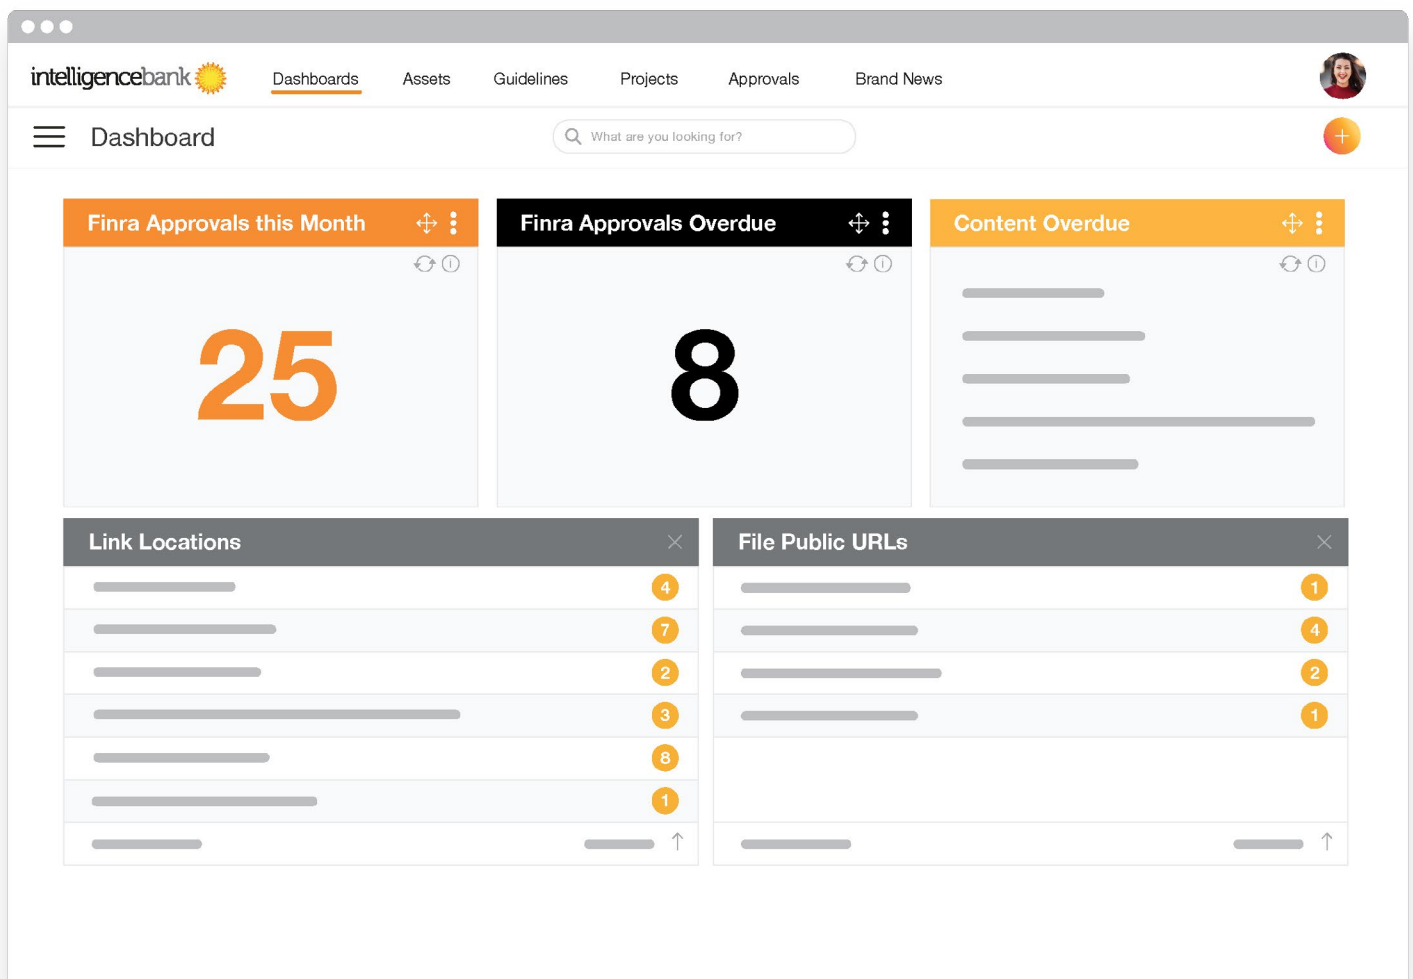 intelligencebank
Dashboards Assets Guidelines Projects Approvals Brand News
Dashboard
What are you looking for?
Finra Approvals this Month
25
Finra Approvals Overdue
8
Content Overdue
Link Locations
4
7
2
3
8
1
File Public URLs
1
4
2
1